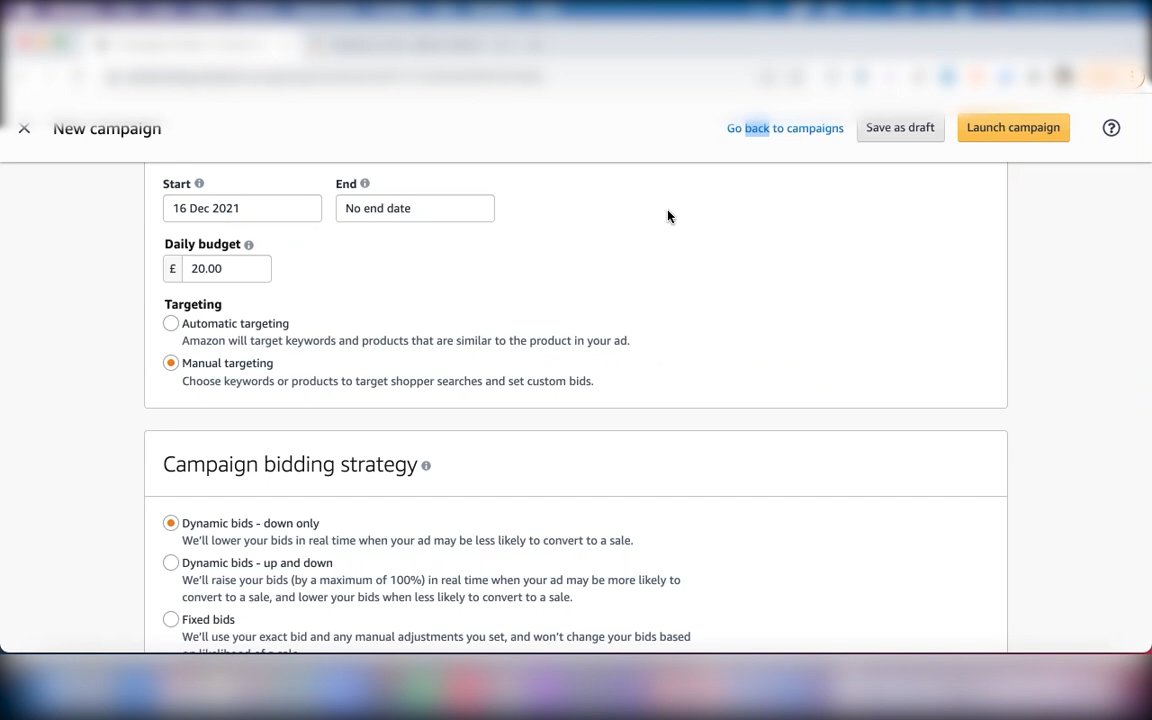 New campaign
Go back to campaigns
Save as draft
Launch campaign
Start
End
16 Dec 2021
No end date
Daily budget
£ 20.00
Targeting
Automatic targeting
Amazon will target keywords and products that are similar to the product in your ad.
Manual targeting
Choose keywords or products to target shopper searches and set custom bids.
Campaign bidding strategy
Dynamic bids - down only
We'll lower your bids in real time when your ad may be less likely to convert to a sale.
Dynamic bids - up and down
We'll raise your bids (by a maximum of 100%) in real time when your ad may be more likely to
convert to a sale, and lower your bids when less likely to convert to a sale.
Fixed bids
We'll use your exact bid and any manual adjustments you set, and won't change your bids based
on likelihood of a sale.